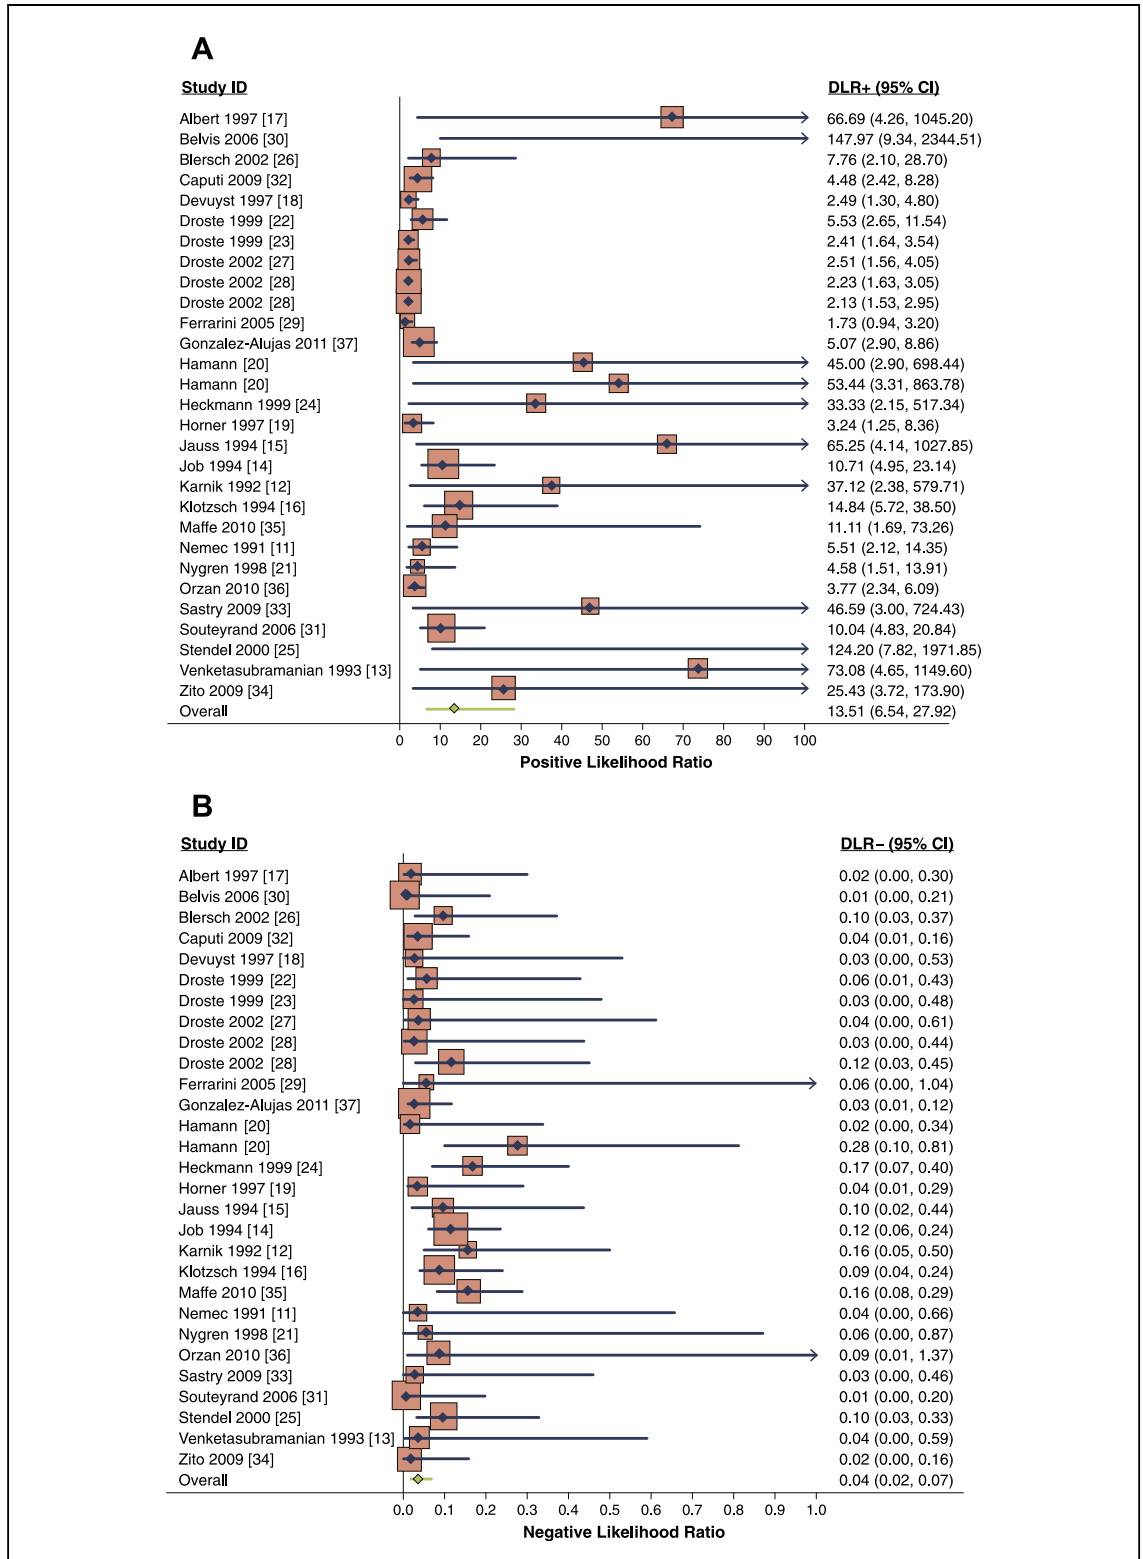 A
Study ID DLR+ (95% CI)
Albert 1997 [17] 66.69 (4.26, 1045.20)
Belvis 2006 [30] 147.97 (9.34, 2344.51)
Blersch 2002 [26] 7.76 (2.10, 28.70)
Caputi 2009 [32] 4.48 (2.42, 8.28)
Devuyst 1997 [18] 2.49 (1.30, 4.80)
Droste 1999 [22] 5.53 (2.65, 11.54)
Droste 1999 [23] 2.41 (1.64, 3.54)
Droste 2002 [27] 2.51 (1.56, 4.05)
Droste 2002 [28] 2.23 (1.63, 3.05)
Droste 2002 [28] 2.13 (1.53, 2.95)
Ferrarini 2005 [29] 1.73 (0.94, 3.20)
Gonzalez-Alujas 2011 [37] 5.07 (2.90, 8.86)
Hamann [20] 45.00 (2.90, 698.44)
Hamann [20] 53.44 (3.31, 863.78)
Heckmann 1999 [24] 33.33 (2.15, 517.34)
Horner 1997 [19] 3.24 (1.25, 8.36)
Jauss 1994 [15] 65.25 (4.14, 1027.85)
Job 1994 [14] 10.71 (4.95, 23.14)
Karnik 1992 [12] 37.12 (2.38, 579.71)
Klotzsch 1994 [16] 14.84 (5.72, 38.50)
Maffe 2010 [35] 11.11 (1.69, 73.26)
Nemec 1991 [11] 5.51 (2.12, 14.35)
Nygren 1998 [21] 4.58 (1.51, 13.91)
Orzan 2010 [36] 3.77 (2.34, 6.09)
Sastry 2009 [33] 46.59 (3.00, 724.43)
Souteyrand 2006 [31] 10.04 (4.83, 20.84)
Stendel 2000 [25] 124.20 (7.82, 1971.85)
Venketasubramanian 1993 [13] 73.08 (4.65, 1149.60)
Zito 2009 [34] 25.43 (3.72, 173.90)
Overall 13.51 (6.54, 27.92)
0 10 20 30 40 50 60 70 80 90 100
Positive Likelihood Ratio
B
Study ID DLR− (95% CI)
Albert 1997 [17] 0.02 (0.00, 0.30)
Belvis 2006 [30] 0.01 (0.00, 0.21)
Blersch 2002 [26] 0.10 (0.03, 0.37)
Caputi 2009 [32] 0.04 (0.01, 0.16)
Devuyst 1997 [18] 0.03 (0.00, 0.53)
Droste 1999 [22] 0.06 (0.01, 0.43)
Droste 1999 [23] 0.03 (0.00, 0.48)
Droste 2002 [27] 0.04 (0.00, 0.61)
Droste 2002 [28] 0.03 (0.00, 0.44)
Droste 2002 [28] 0.12 (0.03, 0.45)
Ferrarini 2005 [29] 0.06 (0.00, 1.04)
Gonzalez-Alujas 2011 [37] 0.03 (0.01, 0.12)
Hamann [20] 0.02 (0.00, 0.34)
Hamann [20] 0.28 (0.10, 0.81)
Heckmann 1999 [24] 0.17 (0.07, 0.40)
Horner 1997 [19] 0.04 (0.01, 0.29)
Jauss 1994 [15] 0.10 (0.02, 0.44)
Job 1994 [14] 0.12 (0.06, 0.24)
Karnik 1992 [12] 0.16 (0.05, 0.50)
Klotzsch 1994 [16] 0.09 (0.04, 0.24)
Maffe 2010 [35] 0.16 (0.08, 0.29)
Nemec 1991 [11] 0.04 (0.00, 0.66)
Nygren 1998 [21] 0.06 (0.00, 0.87)
Orzan 2010 [36] 0.09 (0.01, 1.37)
Sastry 2009 [33] 0.03 (0.00, 0.46)
Souteyrand 2006 [31] 0.01 (0.00, 0.20)
Stendel 2000 [25] 0.10 (0.03, 0.33)
Venketasubramanian 1993 [13] 0.04 (0.00, 0.59)
Zito 2009 [34] 0.02 (0.00, 0.16)
Overall 0.04 (0.02, 0.07)
0.0 0.1 0.2 0.3 0.4 0.5 0.6 0.7 0.8 0.9 1.0
Negative Likelihood Ratio